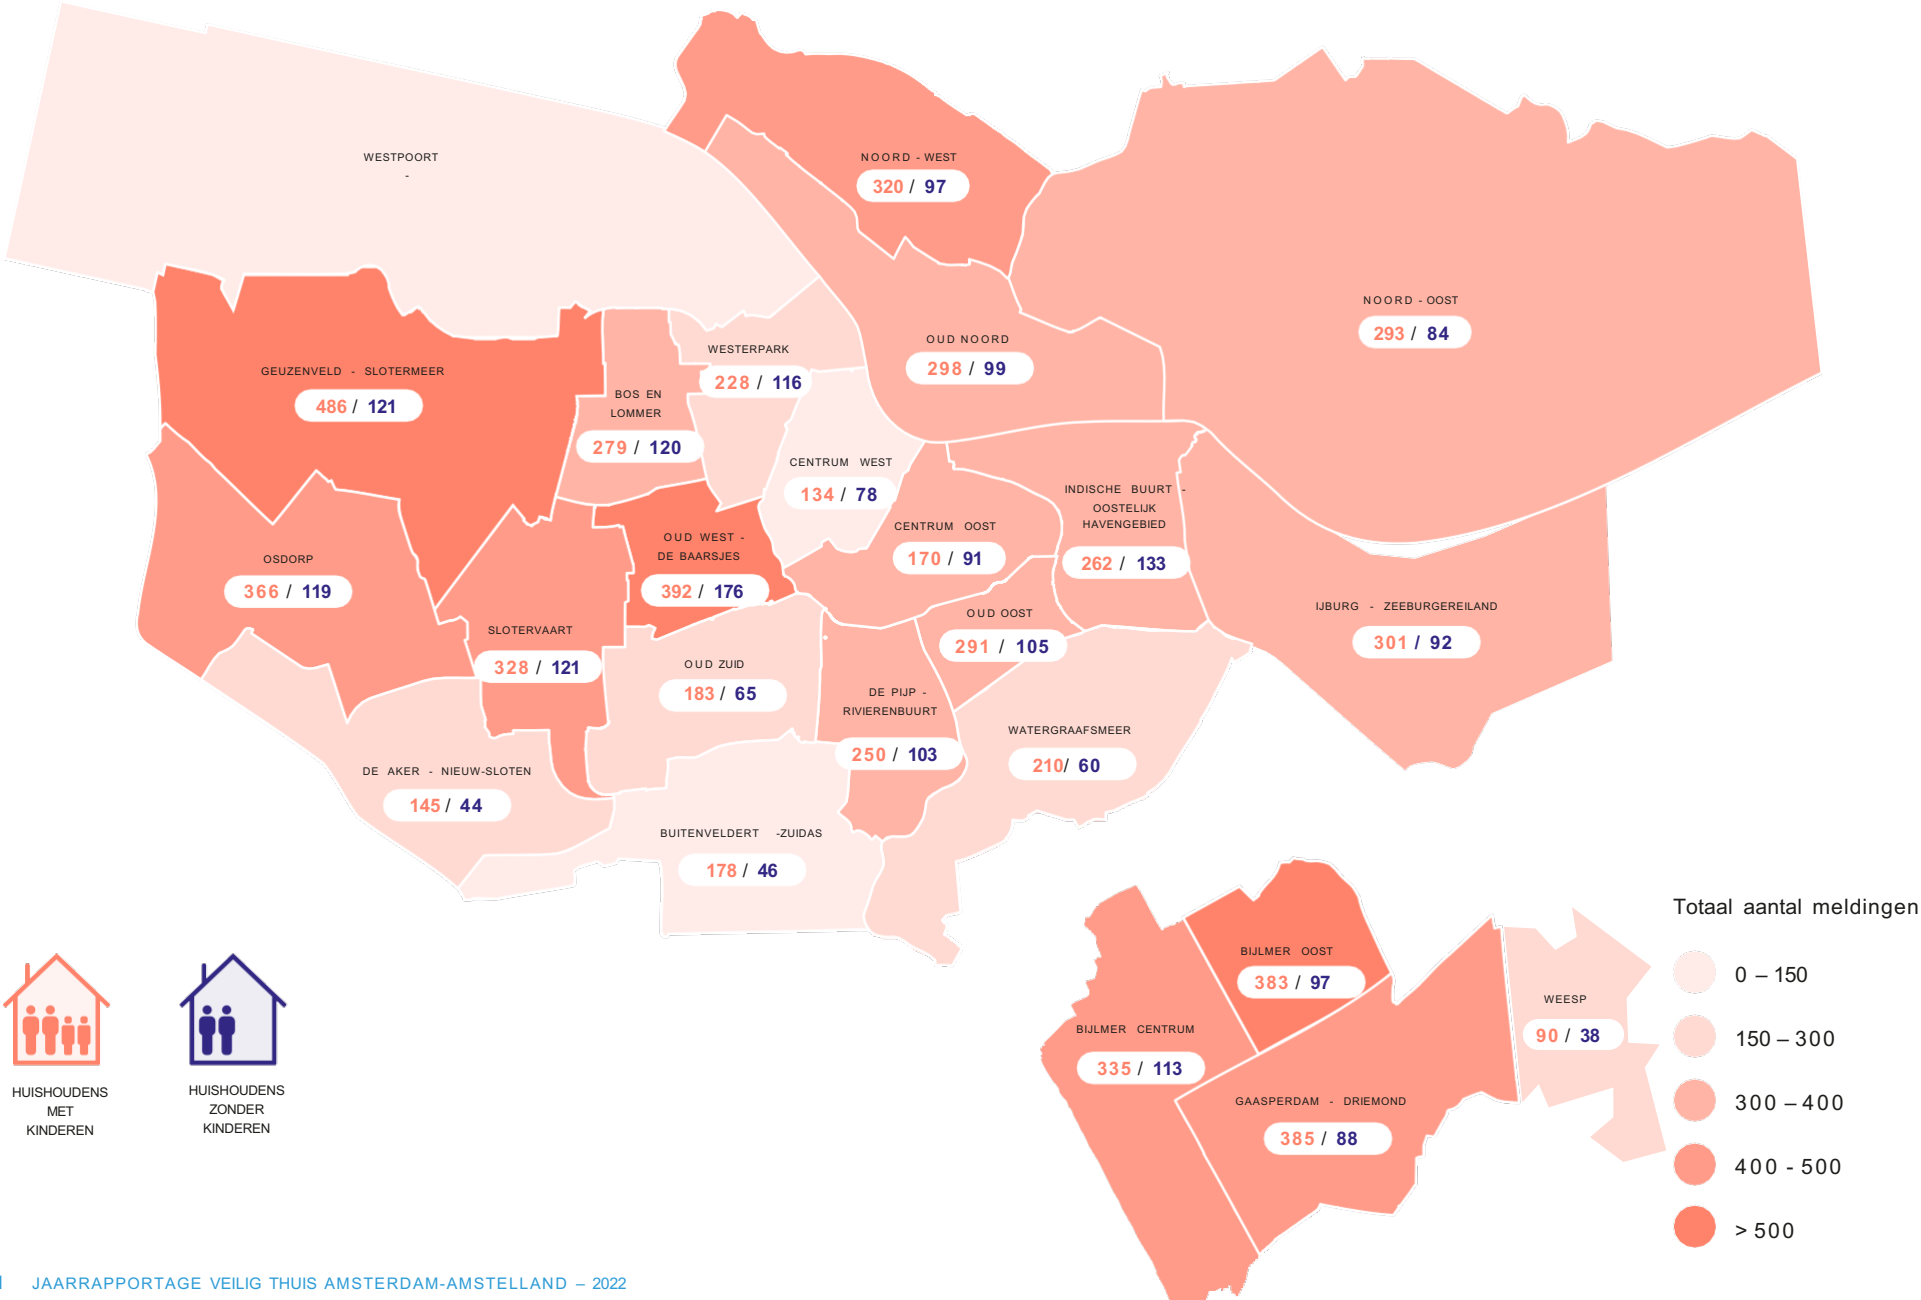 WESTPOORT
-
NOORD - WEST
320 / 97
NOORD - OOST
293 / 84
OUD NOORD
298 / 99
WESTERPARK
228 / 116
GEUZENVELD - SLOTERMEER
486 / 121
BOS EN
LOMMER
279 / 120
CENTRUM WEST
134 / 78
INDISCHE BUURT -
OOSTELIJK
HAVENGEBIED
262 / 133
CENTRUM OOST
170 / 91
OUD WEST -
DE BAARSJES
392 / 176
OSDORP
366 / 119
IJBURG - ZEEBURGEREILAND
301 / 92
OUD OOST
291 / 105
SLOTERVAART
328 / 121
OUD ZUID
183 / 65
DE PIJP -
RIVIERENBUURT
250 / 103
WATERGRAAFSMEER
210/ 60
DE AKER - NIEUW-SLOTEN
145 / 44
BUITENVELDERT -ZUIDAS
178 / 46
BIJLMER OOST
383 / 97
WEESP
90 / 38
BIJLMER CENTRUM
335 / 113
GAASPERDAM - DRIEMOND
385 / 88
Totaal aantal meldingen
0 – 150
150 – 300
300 – 400
400 - 500
> 500
HUISHOUDENS
MET
KINDEREN
HUISHOUDENS
ZONDER
KINDEREN
JAARRAPPORTAGE VEILIG THUIS AMSTERDAM-AMSTELLAND – 2022